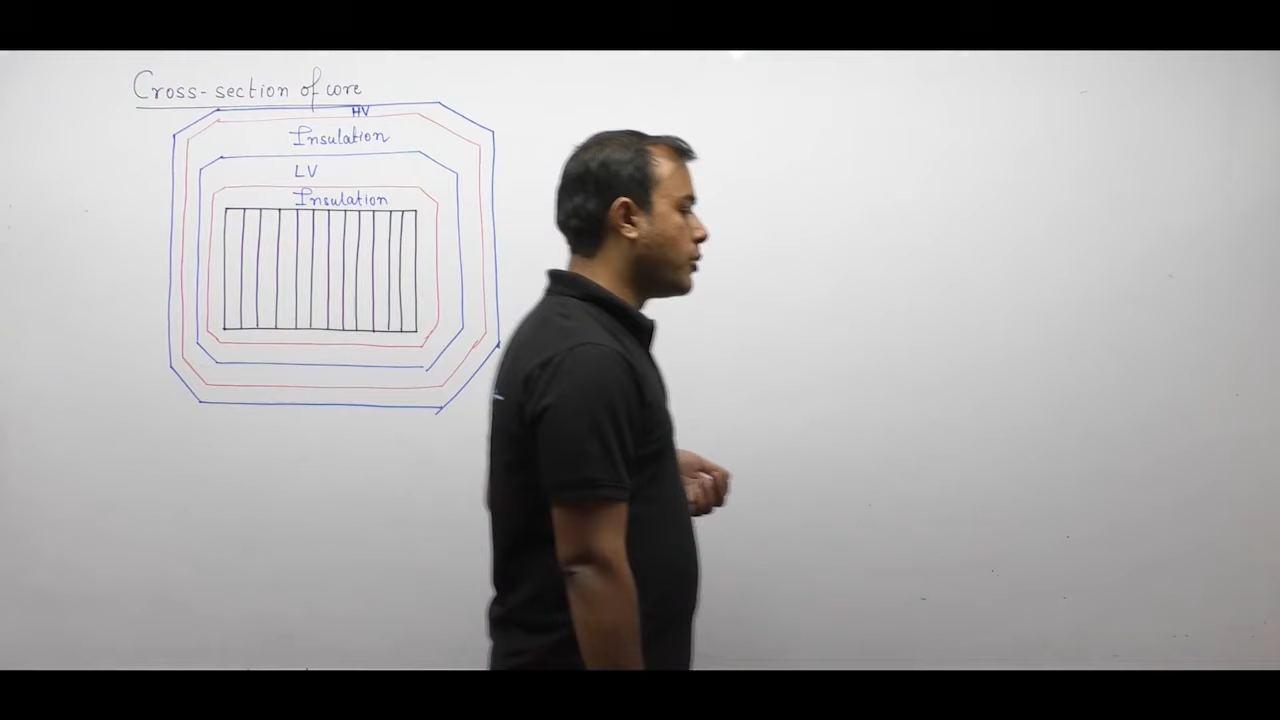 Cross-section of core
HV
Insulation
LV
Insulation